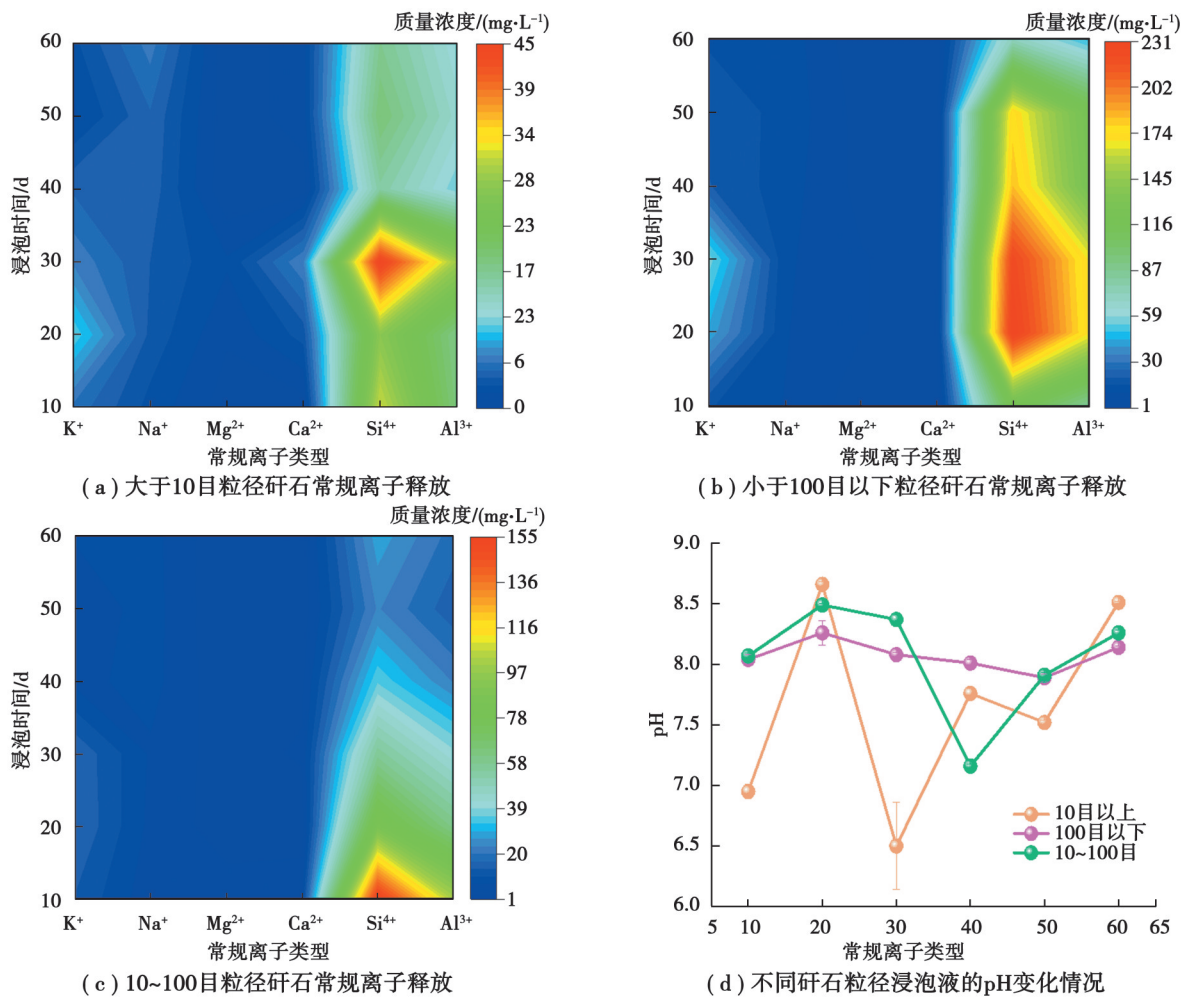 质量浓度/(mg·L⁻¹)
60
50
40
30
20
10
浸泡时间/d
K⁺ Na⁺ Mg²⁺ Ca²⁺ Si⁴⁺ Al³⁺
常规离子类型
45
39
34
28
23
17
23
6
0
(a)大于10目粒径矸石常规离子释放
质量浓度/(mg·L⁻¹)
60
50
40
30
20
10
浸泡时间/d
K⁺ Na⁺ Mg²⁺ Ca²⁺ Si⁴⁺ Al³⁺
常规离子类型
231
202
174
145
116
87
59
30
1
(b)小于100目以下粒径矸石常规离子释放
质量浓度/(mg·L⁻¹)
60
50
40
30
20
10
浸泡时间/d
K⁺ Na⁺ Mg²⁺ Ca²⁺ Si⁴⁺ Al³⁺
常规离子类型
155
136
116
97
78
58
39
20
1
(c)10~100目粒径矸石常规离子释放
9.0
8.5
8.0
7.5
7.0
6.5
6.0
pH
10目以上
100目以下
10~100目
5 10 20 30 40 50 60 65
常规离子类型
(d)不同矸石粒径浸泡液的pH变化情况